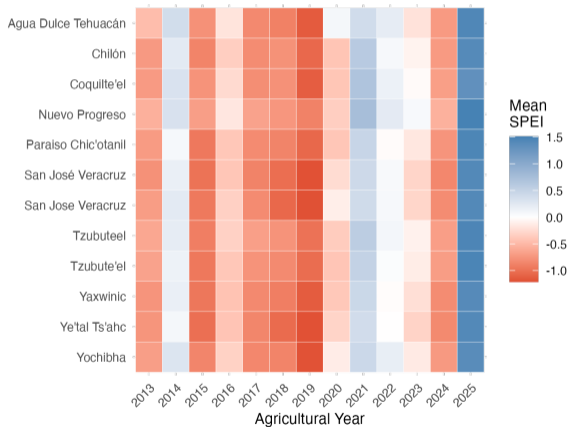 Agua Dulce Tehuacán
Chilón
Coquilte'el
Nuevo Progreso
Paraiso Chic'otanil
San José Veracruz
San Jose Veracruz
Tzubuteel
Tzubute'el
Yaxwinic
Ye'tal Ts'ahc
Yochibha
2013 2014 2015 2016 2017 2018 2019 2020 2021 2022 2023 2024 2025
Agricultural Year
Mean
SPEI
1.5
1.0
0.5
0.0
-0.5
-1.0